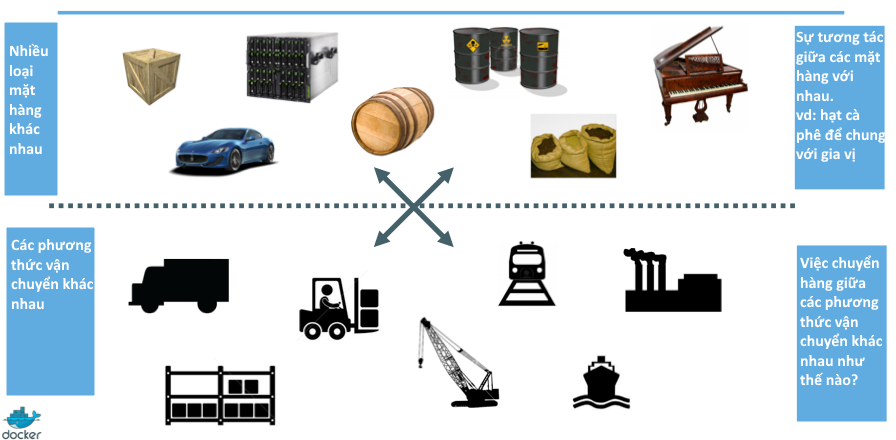 Nhiều
loại
mặt
hàng
khác
nhau
Sự tương tác
giữa các mặt
hàng với
nhau.
vd: hạt cà
phê để chung
với gia vị
Các phương
thức vận
chuyển khác
nhau
Việc chuyển
hàng giữa
các phương
thức vận
chuyển khác
nhau như
thế nào?
docker